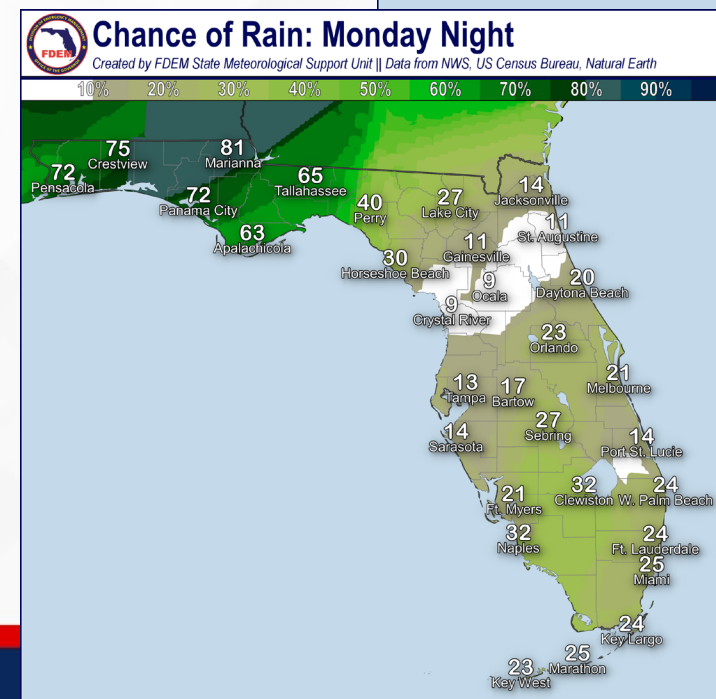 FDEM
Chance of Rain: Monday Night
Created by FDEM State Meteorological Support Unit || Data from NWS, US Census Bureau, Natural Earth
10% 20% 30% 40% 60% 70% 80% 90%
75
Crestview
81
Marianna
72
Pensacola
65
Tallahassee
72
Panama City
63
Apalachicola
40
Perry
27
Lake City
14
Jacksonville
11
St. Augustine
11
Gainesville
30
Horseshoe Beach
9
Ocala
20
Daytona Beach
9
Crystal River
23
Orlando
21
Melbourne
13
Tampa
17
Bartow
27
Sebring
14
Sarasota
14
Port St. Lucie
21
Ft. Myers
32
Clewiston
24
W. Palm Beach
32
Naples
24
Ft. Lauderdale
25
Miami
24
Key Largo
25
Marathon
23
Key West